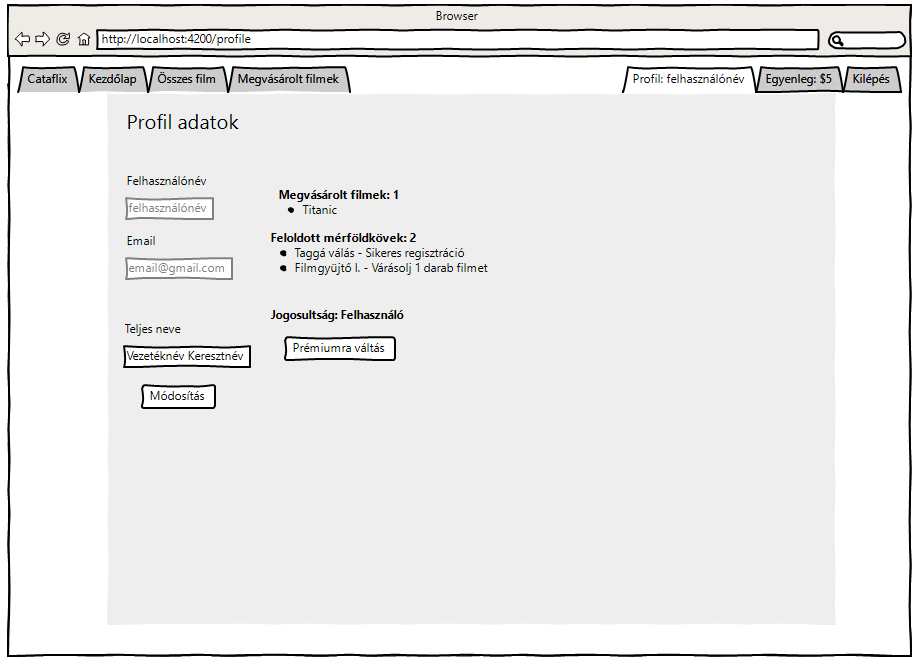 Browser
http://localhost:4200/profile
Cataflix Kezdőlap Összes film Megvásárolt filmek Profil: felhasználónév Egyenleg: $5 Kilépés
Profil adatok
Felhasználónév
felhasználónév
Email
email@gmail.com
Teljes neve
Vezetéknév Keresztnév
Módosítás
Megvásárolt filmek: 1
Titanic
Feloldott mérföldkövek: 2
Taggá válás - Sikeres regisztráció
Filmgyüjtő I. - Várásolj 1 darab filmet
Jogosultság: Felhasználó
Prémiumra váltás